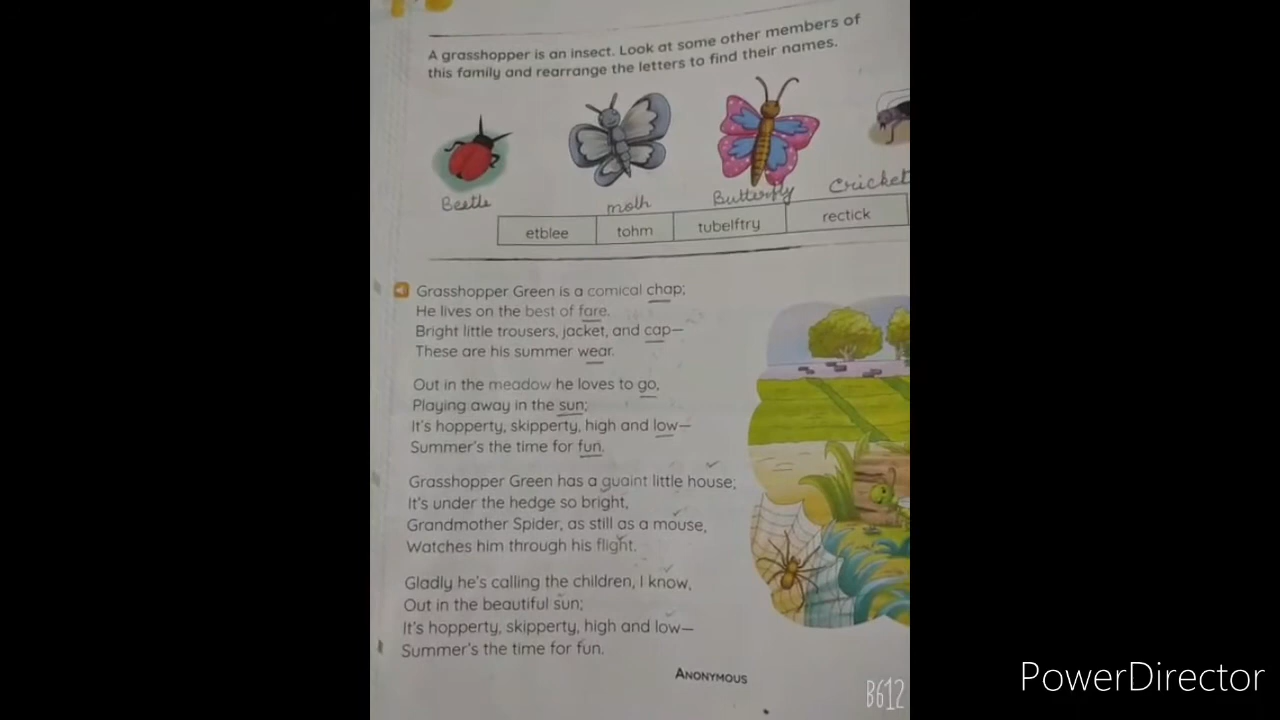 A grasshopper is an insect. Look at some other members of
this family and rearrange the letters to find their names.
Beetle moth Butterfly Cricket
etblee tohm tubelftry rectick
Grasshopper Green is a comical chap;
He lives on the best of fare.
Bright little trousers, jacket, and cap—
These are his summer wear.
Out in the meadow he loves to go,
Playing away in the sun;
It's hopperty, skipperty, high and low—
Summer's the time for fun.
Grasshopper Green has a quaint little house;
It's under the hedge so bright,
Grandmother Spider, as still as a mouse,
Watches him through his flight.
Gladly he's calling the children, I know,
Out in the beautiful sun;
It's hopperty, skipperty, high and low—
Summer's the time for fun.
ANONYMOUS
PowerDirector
B612